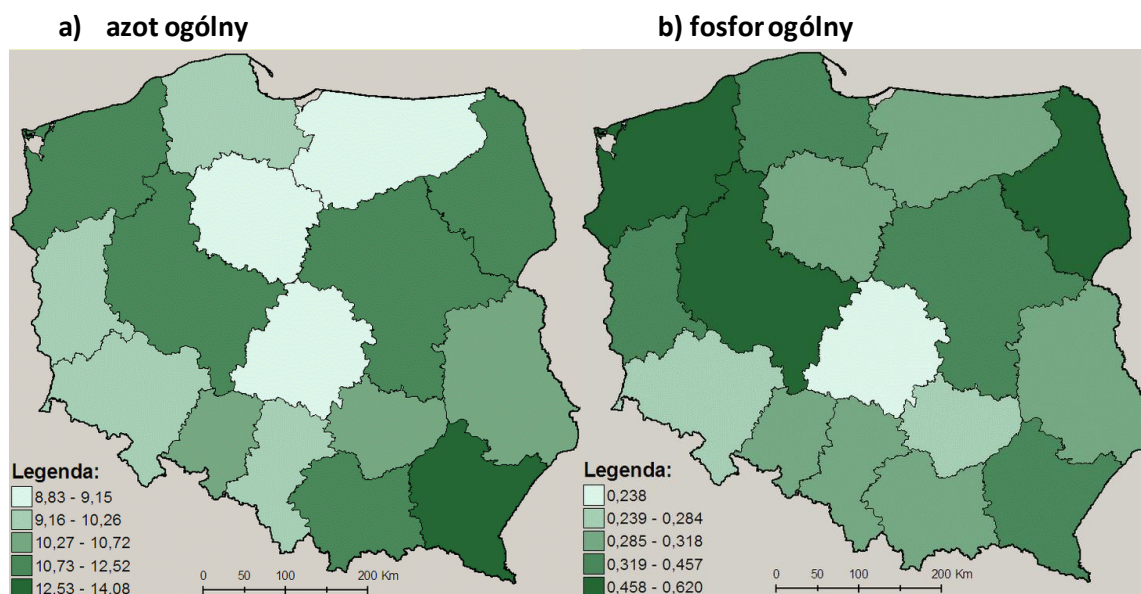 a) azot ogólny
b) fosfor ogólny
Legenda:
8,83 - 9,15
9,16 - 10,26
10,27 - 10,72
10,73 - 12,52
12,53 - 14,08
0 50 100 200 Km
Legenda:
0,238
0,239 - 0,284
0,285 - 0,318
0,319 - 0,457
0,458 - 0,620
0 50 100 200 Km